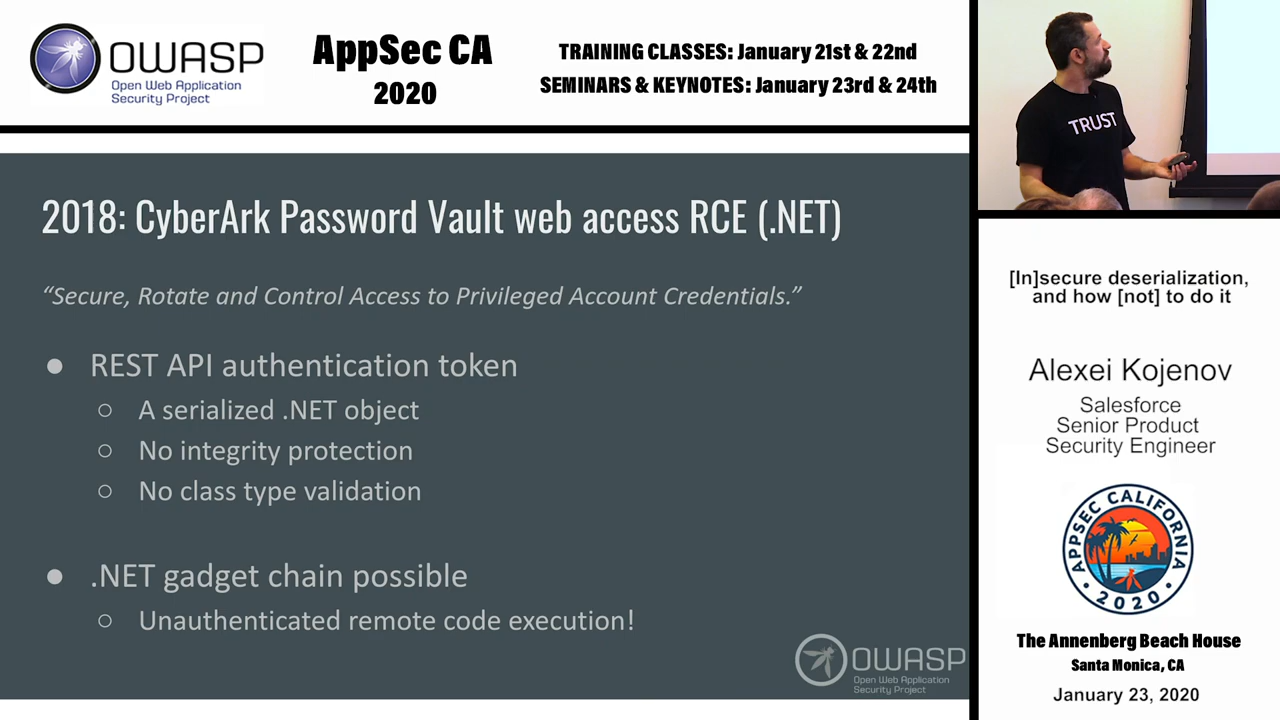 OWASP
Open Web Application
Security Project
AppSec CA
2020
TRAINING CLASSES: January 21st & 22nd
SEMINARS & KEYNOTES: January 23rd & 24th
TRUST
2018: CyberArk Password Vault web access RCE (.NET)
“Secure, Rotate and Control Access to Privileged Account Credentials.”
● REST API authentication token
○ A serialized .NET object
○ No integrity protection
○ No class type validation
● .NET gadget chain possible
○ Unauthenticated remote code execution!
OWASP
Open Web Application
Security Project
[In]secure deserialization,
and how [not] to do it
Alexei Kojenov
Salesforce
Senior Product
Security Engineer
APPSEC CALIFORNIA
2020
The Annenberg Beach House
Santa Monica, CA
January 23, 2020